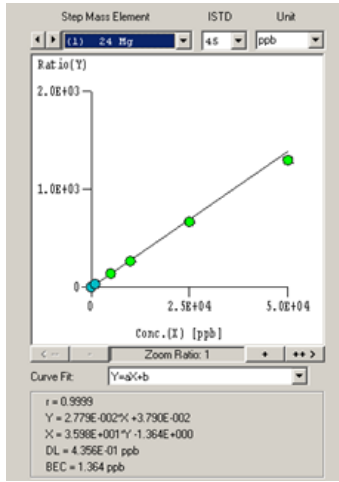 Step Mass Element ISTD Unit
(1) 24 Mg 45 ppb
Ratio(Y)
2.0E+03
1.0E+03
0
0 2.5E+04 5.0E+04
Conc.(X) [ppb]
< -- - Zoom Ratio: 1 + ++ >
Curve Fit: Y=aX+b
r = 0.9999
Y = 2.779E-002*X +3.790E-002
X = 3.598E+001*Y -1.364E+000
DL = 4.356E-01 ppb
BEC = 1.364 ppb